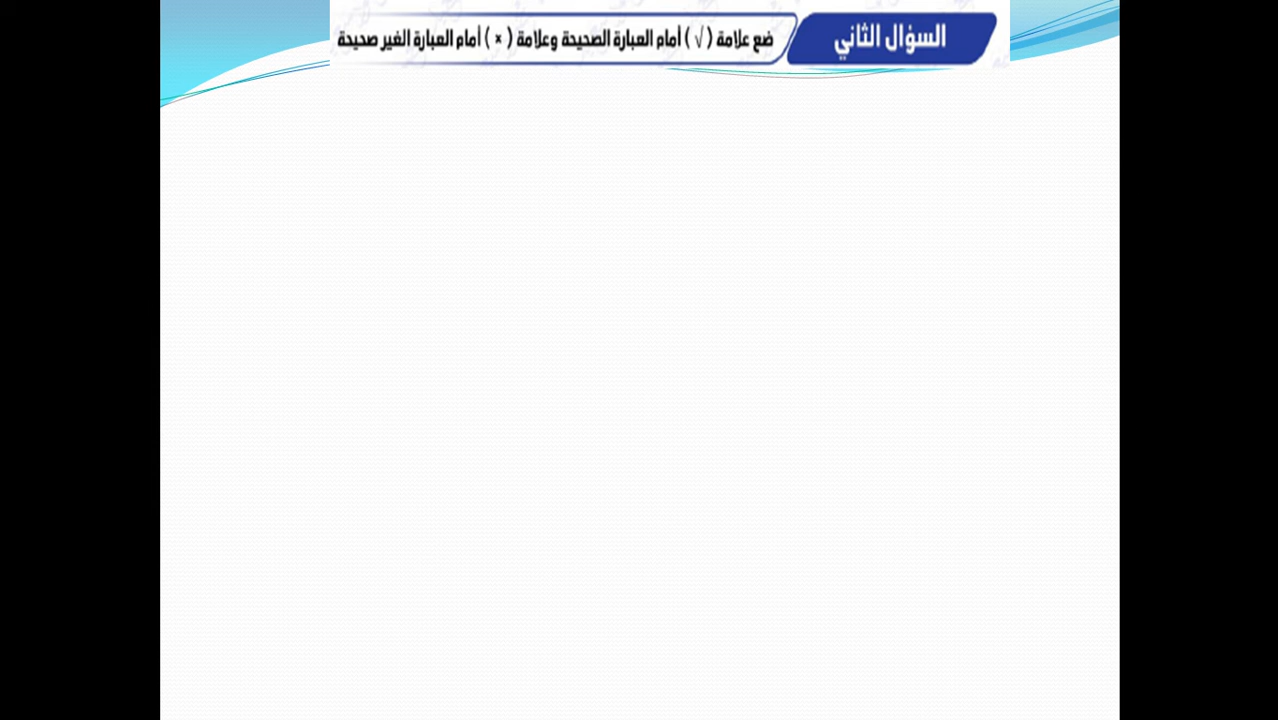 السؤال الثاني
ضع علامة ( √ ) أمام العبارة الصحيحة وعلامة ( × ) أمام العبارة الغير صحيحة